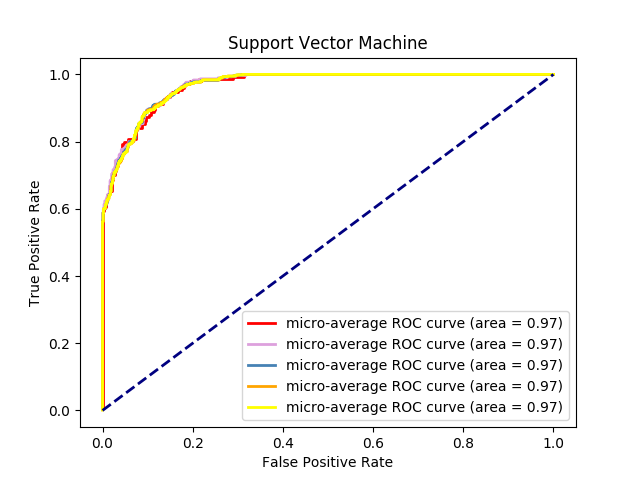 Support Vector Machine
1.0
0.8
0.6
0.4
0.2
0.0
True Positive Rate
micro-average ROC curve (area = 0.97)
micro-average ROC curve (area = 0.97)
micro-average ROC curve (area = 0.97)
micro-average ROC curve (area = 0.97)
micro-average ROC curve (area = 0.97)
0.0 0.2 0.4 0.6 0.8 1.0
False Positive Rate